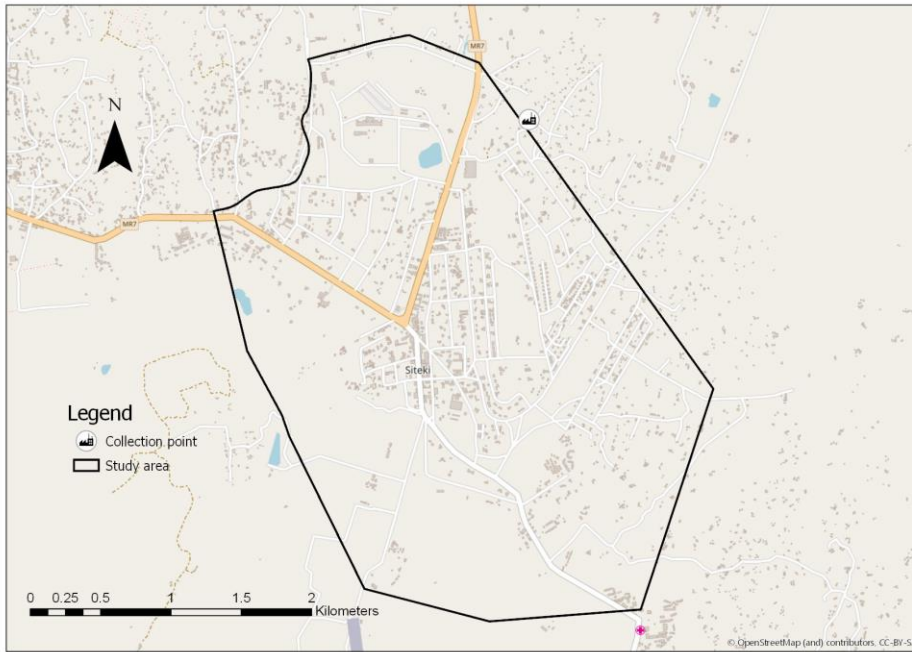 MR7
N
MR7
Siteki
Legend
Collection point
Study area
0 0.25 0.5 1 1.5 2
Kilometers
© OpenStreetMap (and) contributors, CC-BY-S